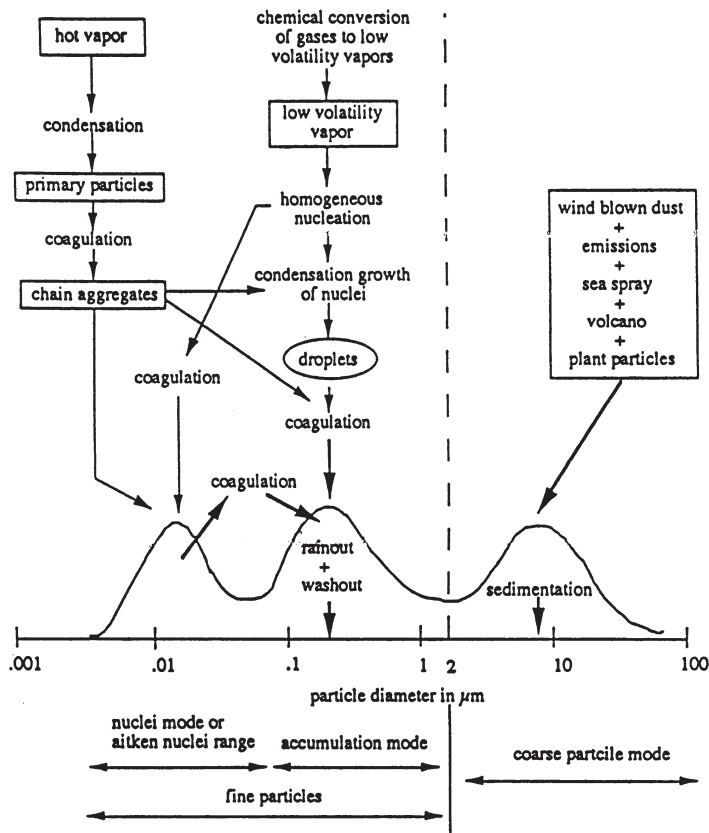 hot vapor
condensation
primary particles
coagulation
chain aggregates
chemical conversion
of gases to low
volatility vapors
low volatility
vapor
homogeneous
nucleation
condensation growth
of nuclei
droplets
coagulation
coagulation
coagulation
wind blown dust
+
emissions
+
sea spray
+
volcano
+
plant particles
rainout
+
washout
sedimentation
.001 .01 .1 1 2 10 100
particle diameter in µm
nuclei mode or
aitken nuclei range
accumulation mode
coarse partcile mode
fine particles